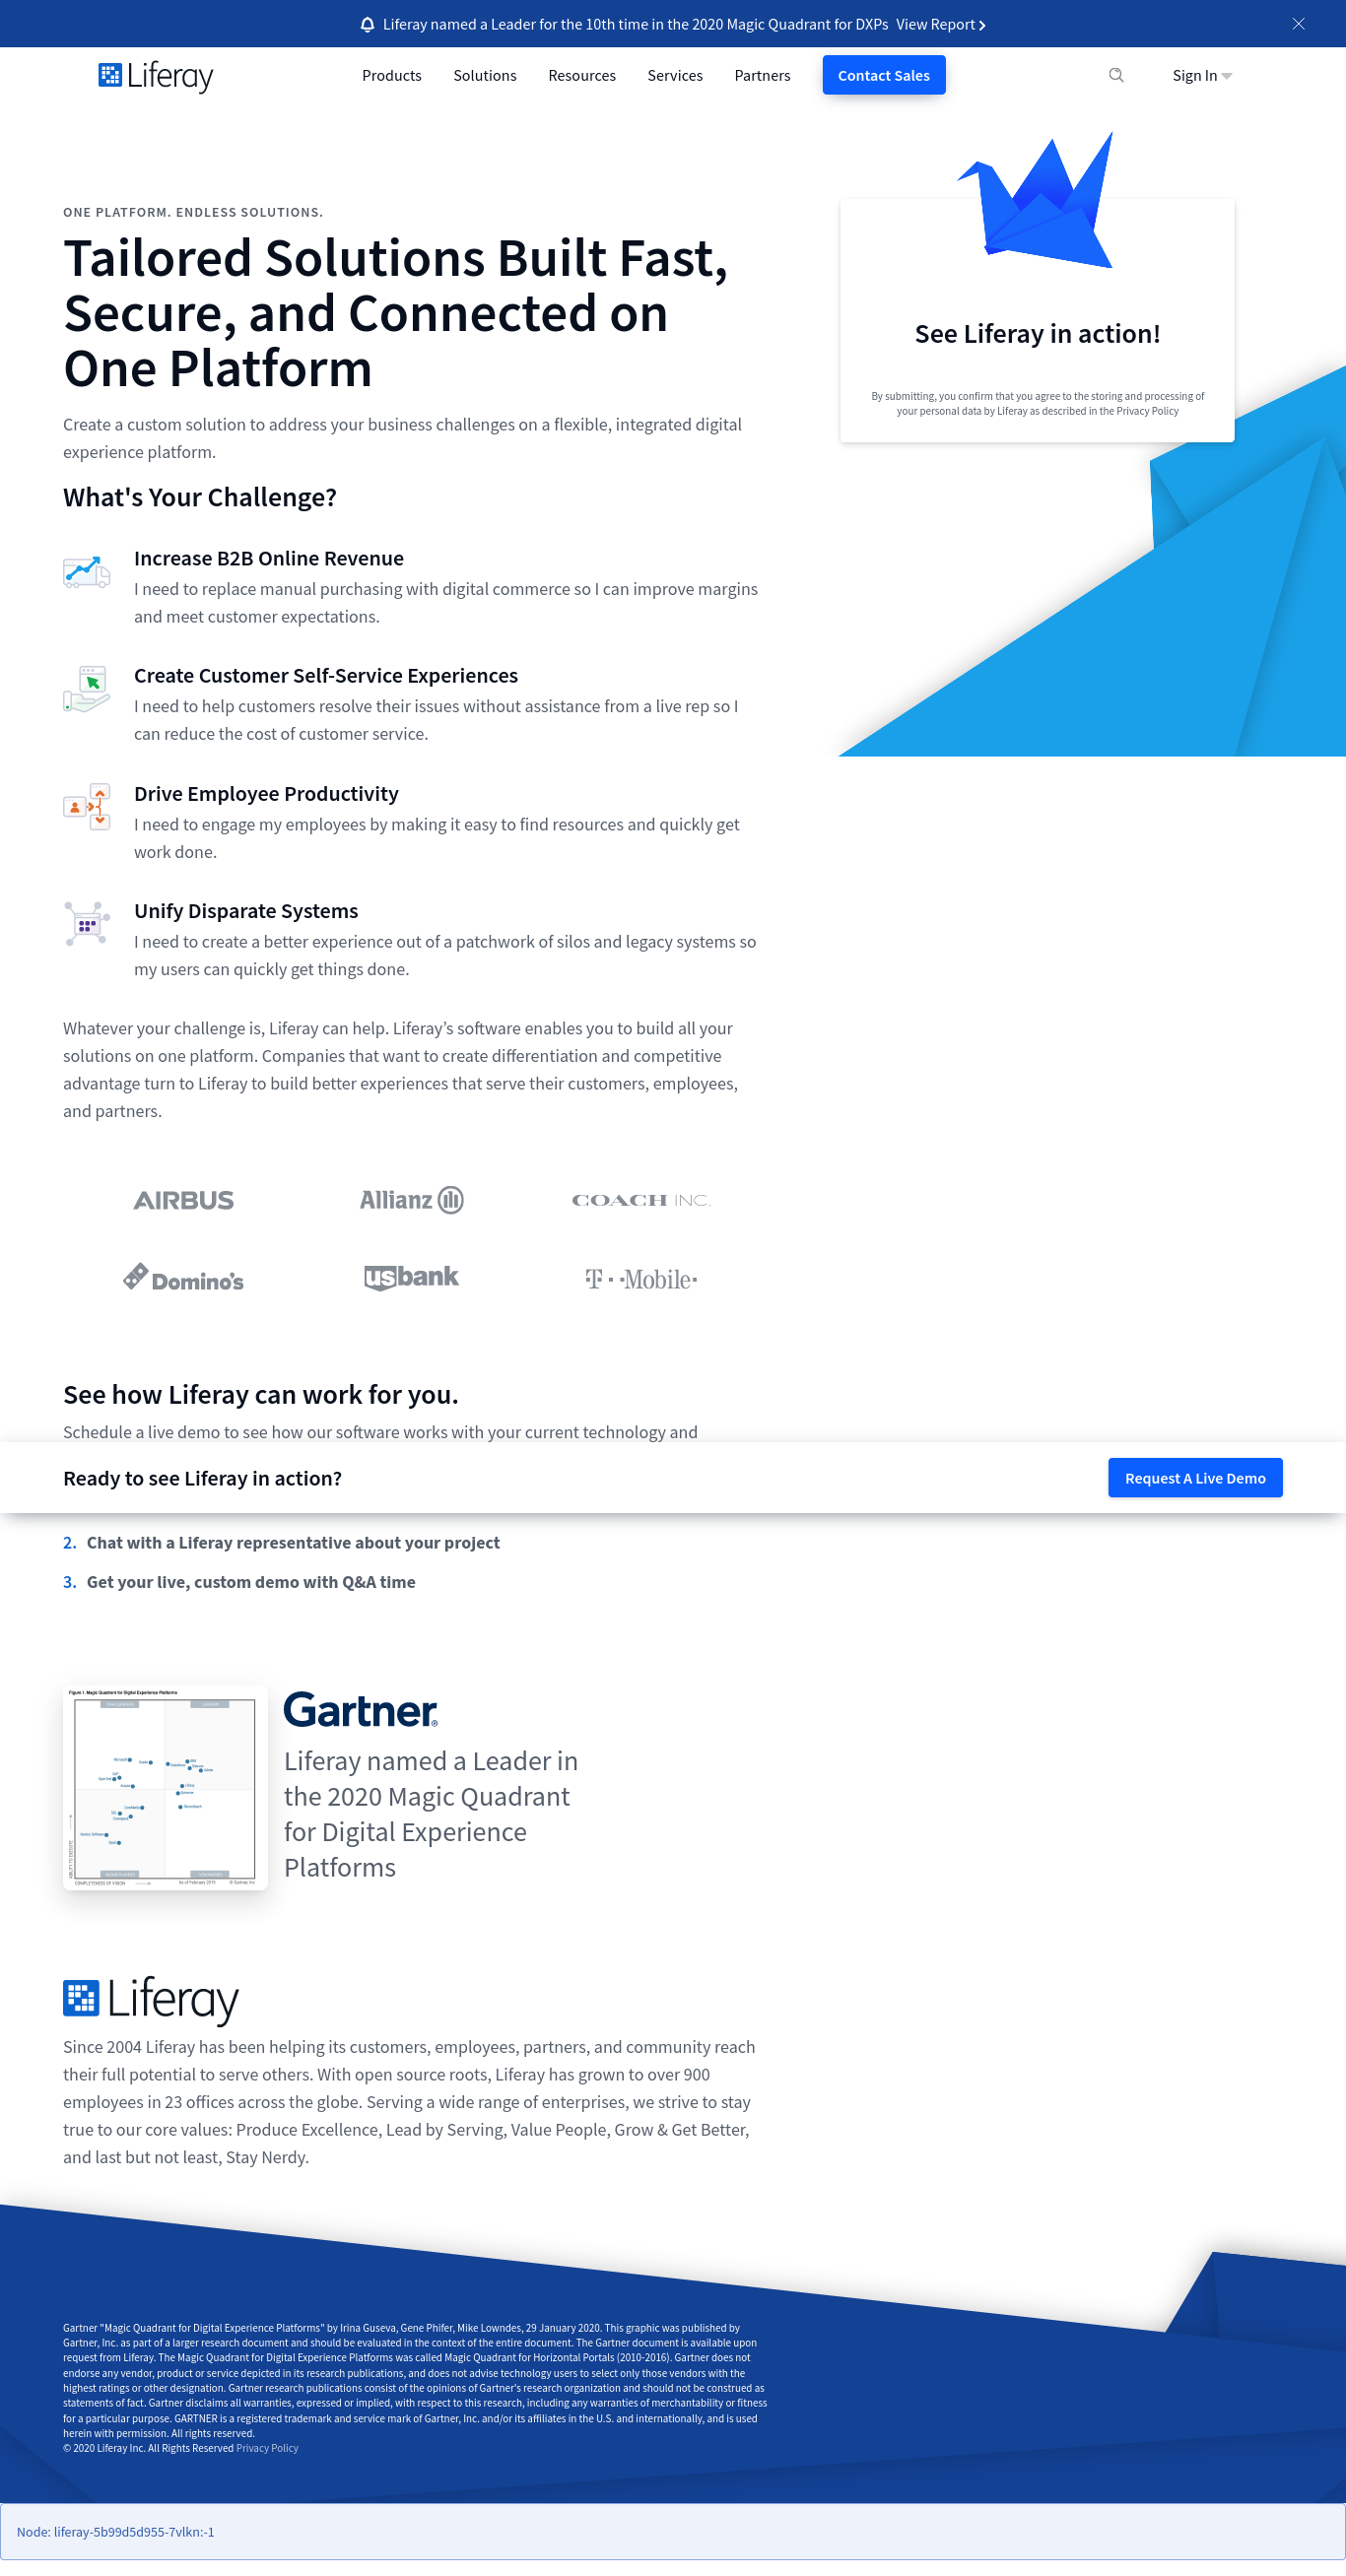 Liferay named a Leader for the 10th time in the 2020 Magic Quadrant for DXPs View Report
Liferay
Products Solutions Resources Services Partners Contact Sales Sign In
ONE PLATFORM. ENDLESS SOLUTIONS.
Tailored Solutions Built Fast,
Secure, and Connected on
One Platform
Create a custom solution to address your business challenges on a flexible, integrated digital
experience platform.
See Liferay in action!
By submitting, you confirm that you agree to the storing and processing of
your personal data by Liferay as described in the Privacy Policy
What's Your Challenge?
Increase B2B Online Revenue
I need to replace manual purchasing with digital commerce so I can improve margins
and meet customer expectations.
Create Customer Self-Service Experiences
I need to help customers resolve their issues without assistance from a live rep so I
can reduce the cost of customer service.
Drive Employee Productivity
I need to engage my employees by making it easy to find resources and quickly get
work done.
Unify Disparate Systems
I need to create a better experience out of a patchwork of silos and legacy systems so
my users can quickly get things done.
Whatever your challenge is, Liferay can help. Liferay’s software enables you to build all your
solutions on one platform. Companies that want to create differentiation and competitive
advantage turn to Liferay to build better experiences that serve their customers, employees,
and partners.
AIRBUS Allianz COACH INC.
Domino's usbank T Mobile
See how Liferay can work for you.
Schedule a live demo to see how our software works with your current technology and
Ready to see Liferay in action? Request A Live Demo
2. Chat with a Liferay representative about your project
3. Get your live, custom demo with Q&A time
Figure 1. Magic Quadrant for Digital Experience Platforms
COMPLETENESS OF VISION As of February 2019 © Gartner, Inc
Gartner®
Liferay named a Leader in
the 2020 Magic Quadrant
for Digital Experience
Platforms
Liferay
Since 2004 Liferay has been helping its customers, employees, partners, and community reach
their full potential to serve others. With open source roots, Liferay has grown to over 900
employees in 23 offices across the globe. Serving a wide range of enterprises, we strive to stay
true to our core values: Produce Excellence, Lead by Serving, Value People, Grow & Get Better,
and last but not least, Stay Nerdy.
Gartner "Magic Quadrant for Digital Experience Platforms" by Irina Guseva, Gene Phifer, Mike Lowndes, 29 January 2020. This graphic was published by
Gartner, Inc. as part of a larger research document and should be evaluated in the context of the entire document. The Gartner document is available upon
request from Liferay. The Magic Quadrant for Digital Experience Platforms was called Magic Quadrant for Horizontal Portals (2010-2016). Gartner does not
endorse any vendor, product or service depicted in its research publications, and does not advise technology users to select only those vendors with the
highest ratings or other designation. Gartner research publications consist of the opinions of Gartner's research organization and should not be construed as
statements of fact. Gartner disclaims all warranties, expressed or implied, with respect to this research, including any warranties of merchantability or fitness
for a particular purpose. GARTNER is a registered trademark and service mark of Gartner, Inc. and/or its affiliates in the U.S. and internationally, and is used
herein with permission. All rights reserved.
© 2020 Liferay Inc. All Rights Reserved Privacy Policy
Node: liferay-5b99d5d955-7vlkn:-1